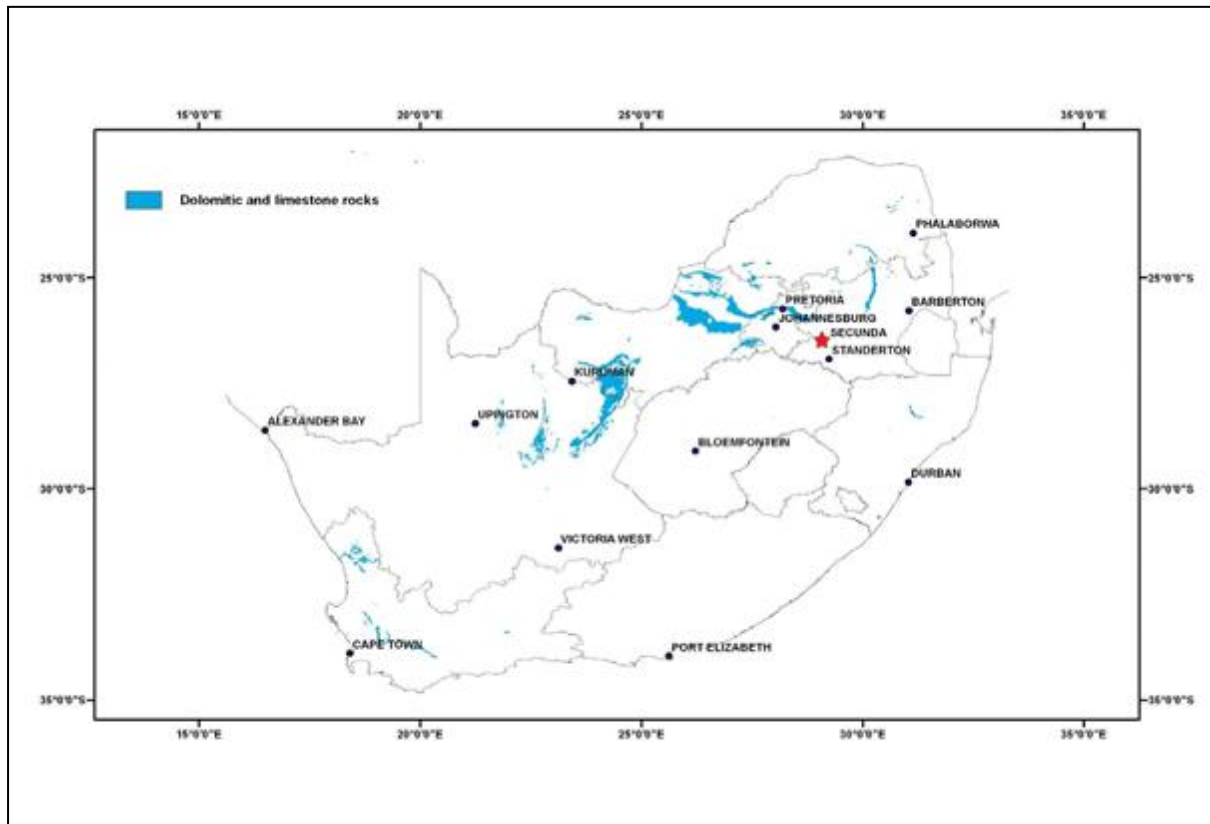 15°0'0"E 20°0'0"E 25°0'0"E 30°0'0"E 35°0'0"E
Dolomitic and limestone rocks
PHALABORWA
25°0'0"S 25°0'0"S
PRETORIA
BARBERTON
JOHANNESBURG
SECUNDA
STANDERTON
KURUMAN
UPINGTON
ALEXANDER BAY
BLOEMFONTEIN
DURBAN
30°0'0"S 30°0'0"S
VICTORIA WEST
CAPE TOWN
PORT ELIZABETH
35°0'0"S 35°0'0"S
15°0'0"E 20°0'0"E 25°0'0"E 30°0'0"E 35°0'0"E